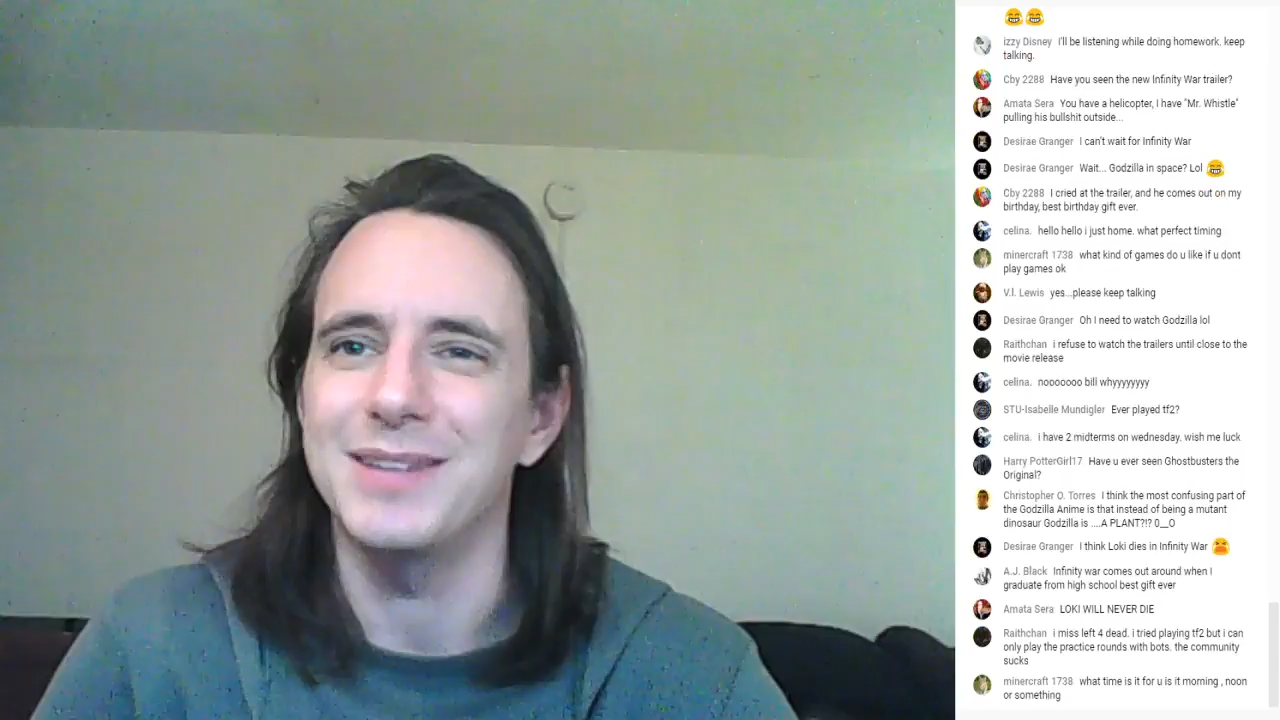 😂😂
izzy Disney I'll be listening while doing homework. keep
talking.
Cby 2288 Have you seen the new Infinity War trailer?
Amata Sera You have a helicopter, I have "Mr. Whistle"
pulling his bullshit outside...
Desirae Granger I can't wait for Infinity War
Desirae Granger Wait... Godzilla in space? Lol 😂
Cby 2288 I cried at the trailer, and he comes out on my
birthday, best birthday gift ever.
celina. hello hello i just home. what perfect timing
minercraft 1738 what kind of games do u like if u dont
play games ok
V.I. Lewis yes...please keep talking
Desirae Granger Oh I need to watch Godzilla lol
Raithchan i refuse to watch the trailers until close to the
movie release
celina. nooooooo bill whyyyyyyy
STU-Isabelle Mundigler Ever played tf2?
celina. i have 2 midterms on wednesday. wish me luck
Harry PotterGirl17 Have u ever seen Ghostbusters the
Original?
Christopher O. Torres I think the most confusing part of
the Godzilla Anime is that instead of being a mutant
dinosaur Godzilla is ....A PLANT?!? 0__O
Desirae Granger I think Loki dies in Infinity War 😫
A.J. Black Infinity war comes out around when I
graduate from high school best gift ever
Amata Sera LOKI WILL NEVER DIE
Raithchan i miss left 4 dead. i tried playing tf2 but I can
only play the practice rounds with bots. the community
sucks
minercraft 1738 what time is it for u is it morning , noon
or something